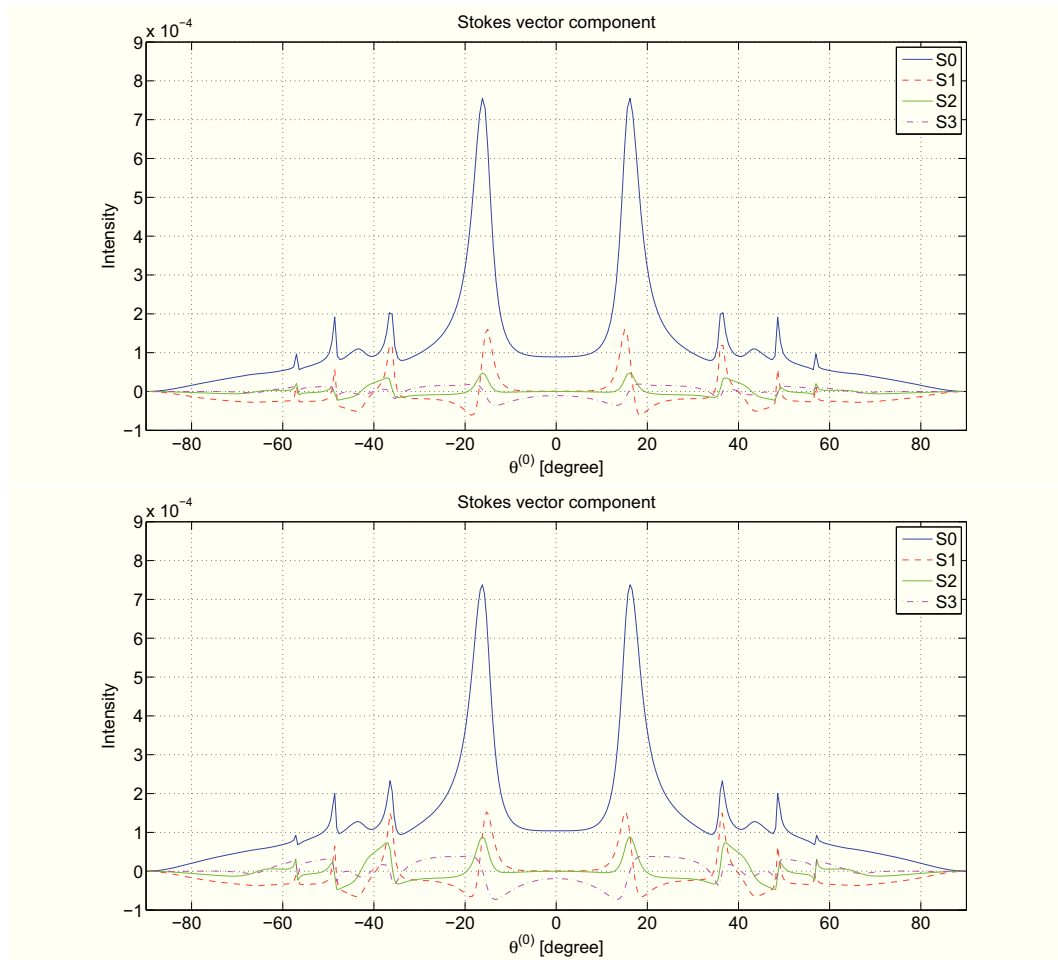 Stokes vector component
x 10⁻⁴
9
8
7
6
5
4
3
2
1
0
−1
Intensity
S0
S1
S2
S3
−80 −60 −40 −20 0 20 40 60 80
θ⁽⁰⁾ [degree]
Stokes vector component
x 10⁻⁴
9
8
7
6
5
4
3
2
1
0
−1
Intensity
S0
S1
S2
S3
−80 −60 −40 −20 0 20 40 60 80
θ⁽⁰⁾ [degree]